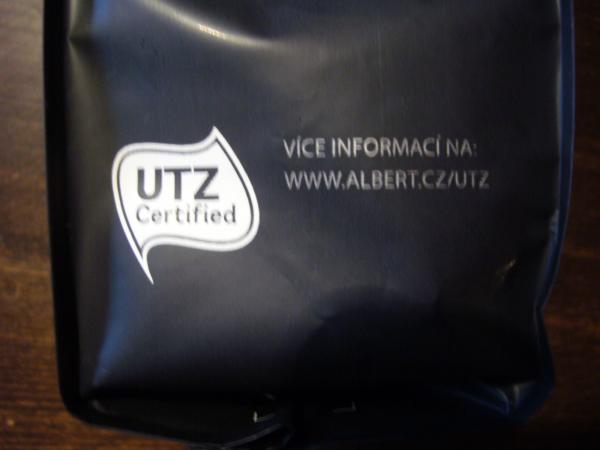 UTZ
Certified
VÍCE INFORMACÍ NA:
WWW.ALBERT.CZ/UTZ